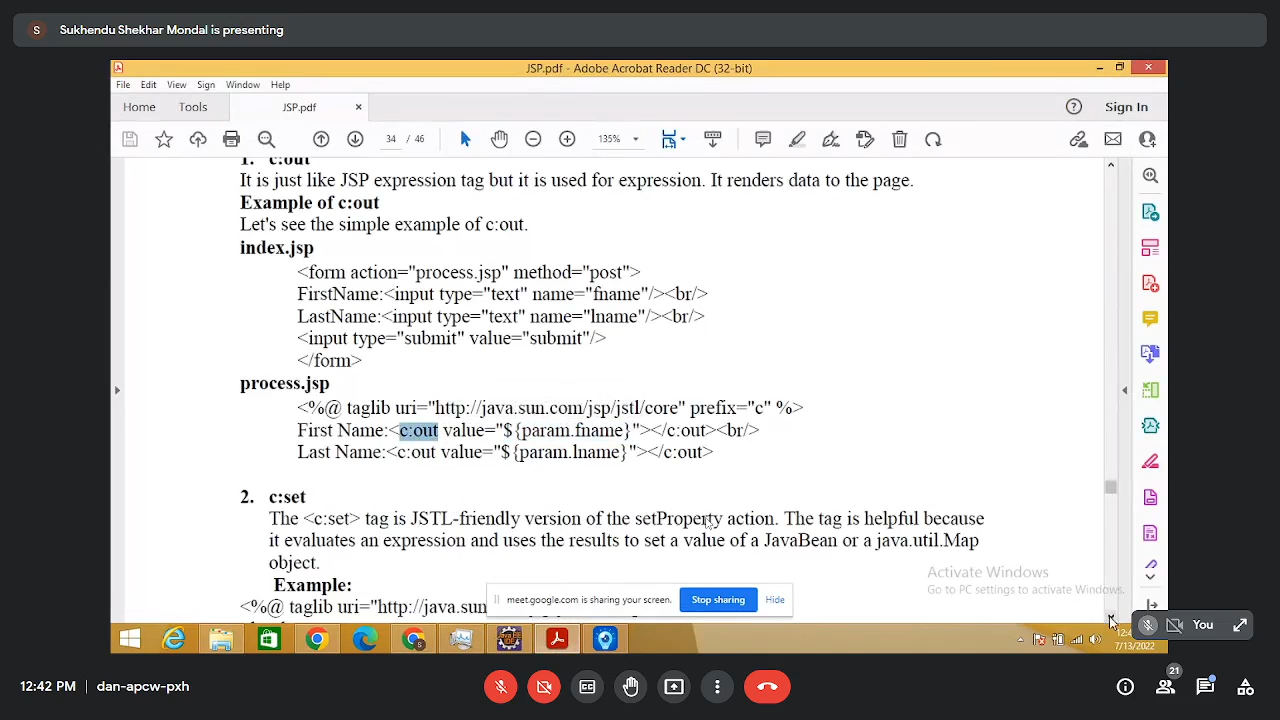 S Sukhendu Shekhar Mondal is presenting
JSP.pdf - Adobe Acrobat Reader DC (32-bit)
File Edit View Sign Window Help
Home Tools JSP.pdf × Sign In
34 / 46 135%
1. c:out
It is just like JSP expression tag but it is used for expression. It renders data to the page.
Example of c:out
Let's see the simple example of c:out.
index.jsp
<form action="process.jsp" method="post">
FirstName:<input type="text" name="fname"/><br/>
LastName:<input type="text" name="lname"/><br/>
<input type="submit" value="submit"/>
</form>
process.jsp
<%@ taglib uri="http://java.sun.com/jsp/jstl/core" prefix="c" %>
First Name:<c:out value="${param.fname}"></c:out><br/>
Last Name:<c:out value="${param.lname}"></c:out>
2. c:set
The <c:set> tag is JSTL-friendly version of the setProperty action. The tag is helpful because
it evaluates an expression and uses the results to set a value of a JavaBean or a java.util.Map
object.
Example:
<%@ taglib uri="http://java.sun
Activate Windows
Go to PC settings to activate Windows.
meet.google.com is sharing your screen. Stop sharing Hide
You
7/13/2022
12:42 PM | dan-apcw-pxh
21